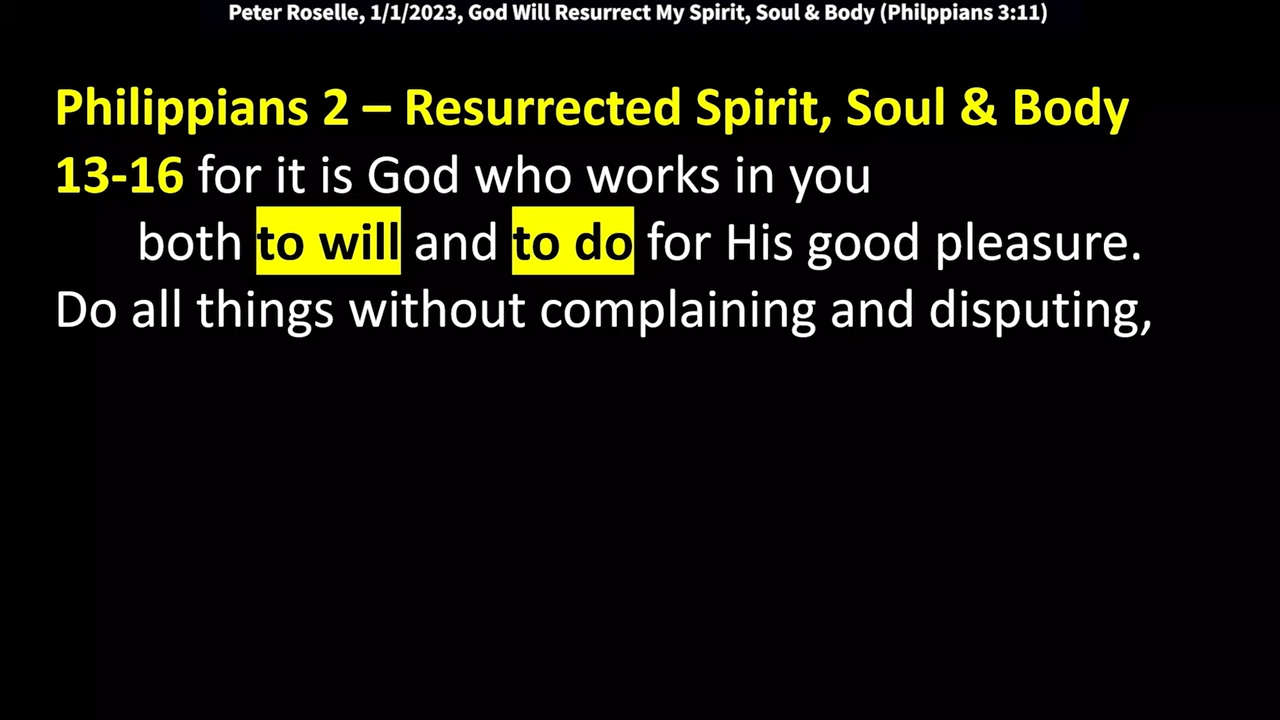 Peter Roselle, 1/1/2023, God Will Resurrect My Spirit, Soul & Body (Philppians 3:11)
Philippians 2 – Resurrected Spirit, Soul & Body
13-16 for it is God who works in you
both to will and to do for His good pleasure.
Do all things without complaining and disputing,